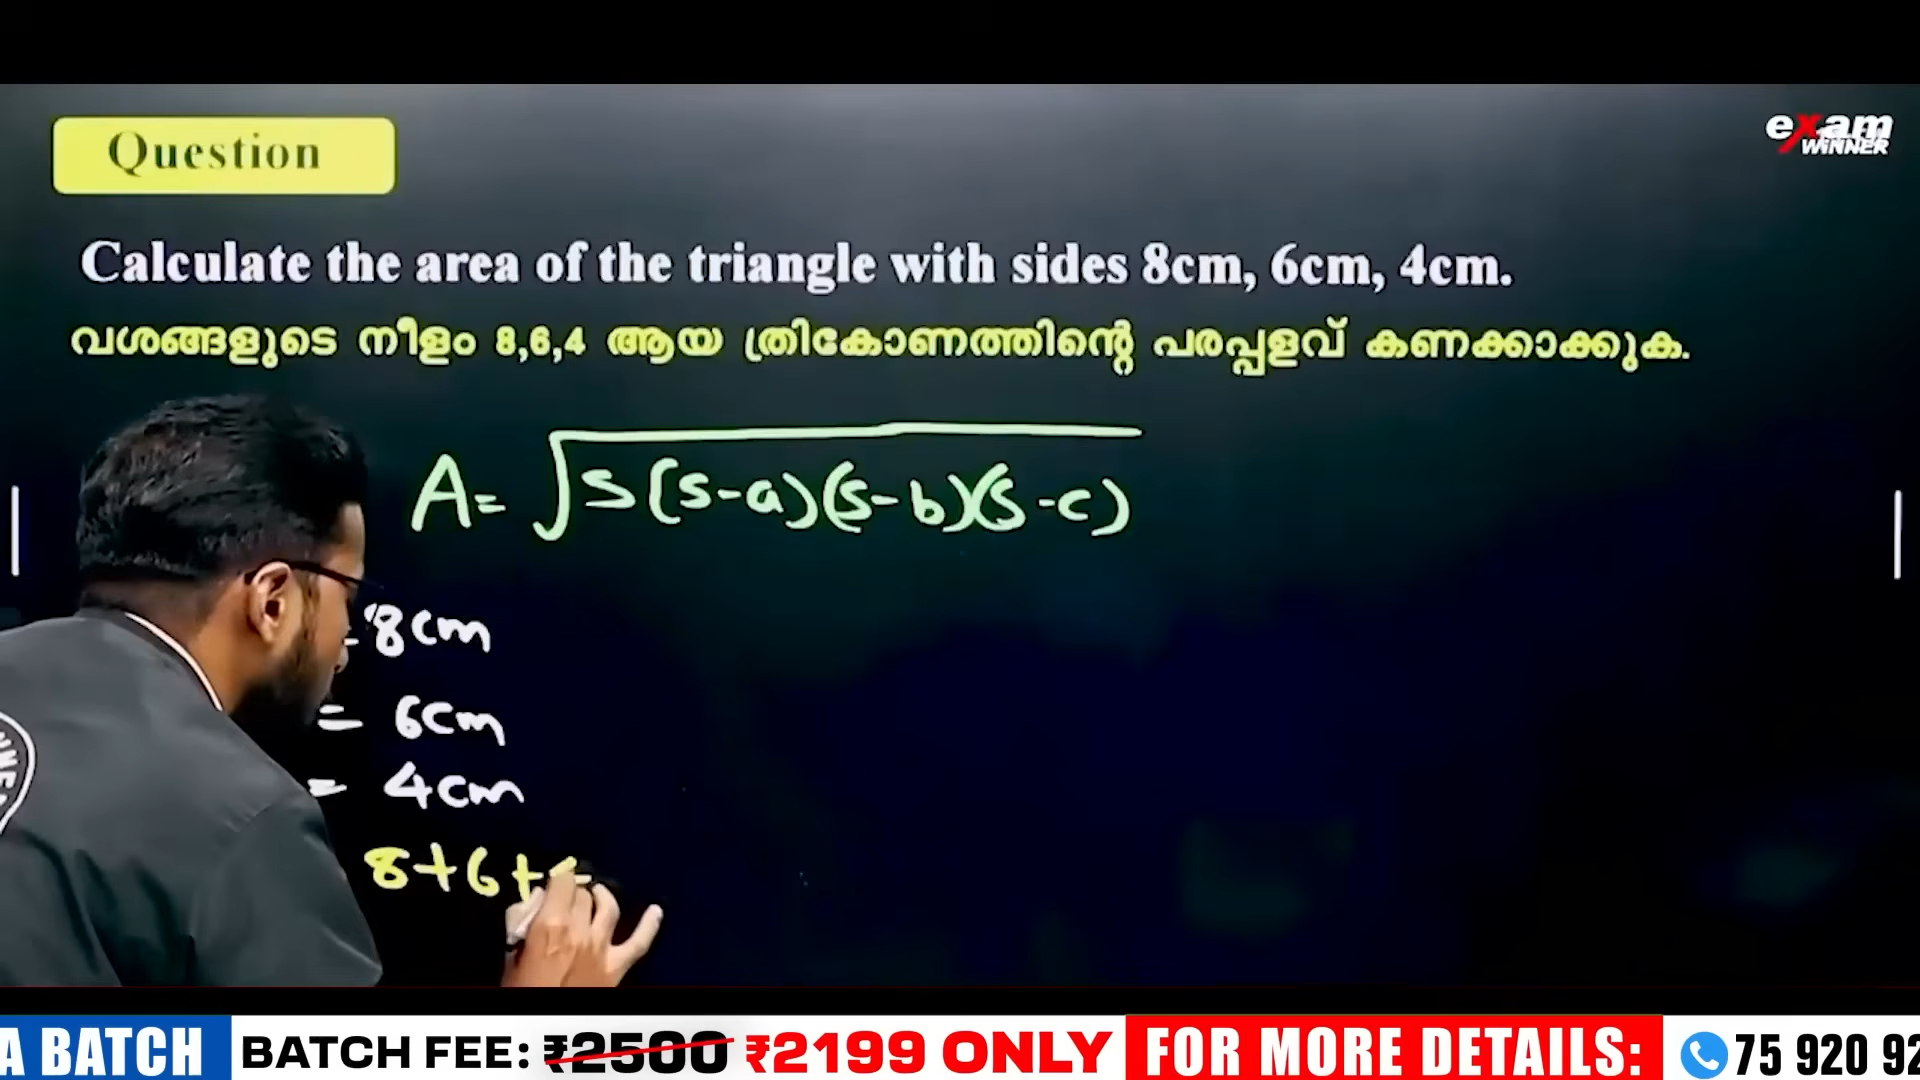 Question
exam
WINNER
Calculate the area of the triangle with sides 8cm, 6cm, 4cm.
വശങ്ങളുടെ നീളം 8,6,4 ആയ ത്രികോണത്തിന്റെ പരപ്പളവ് കണക്കാക്കുക.
A= √s(s-a)(s-b)(s-c)
=8cm
= 6cm
= 4cm
8+6+
A BATCH BATCH FEE: ₹2500 ₹2199 ONLY FOR MORE DETAILS: 75 920 92